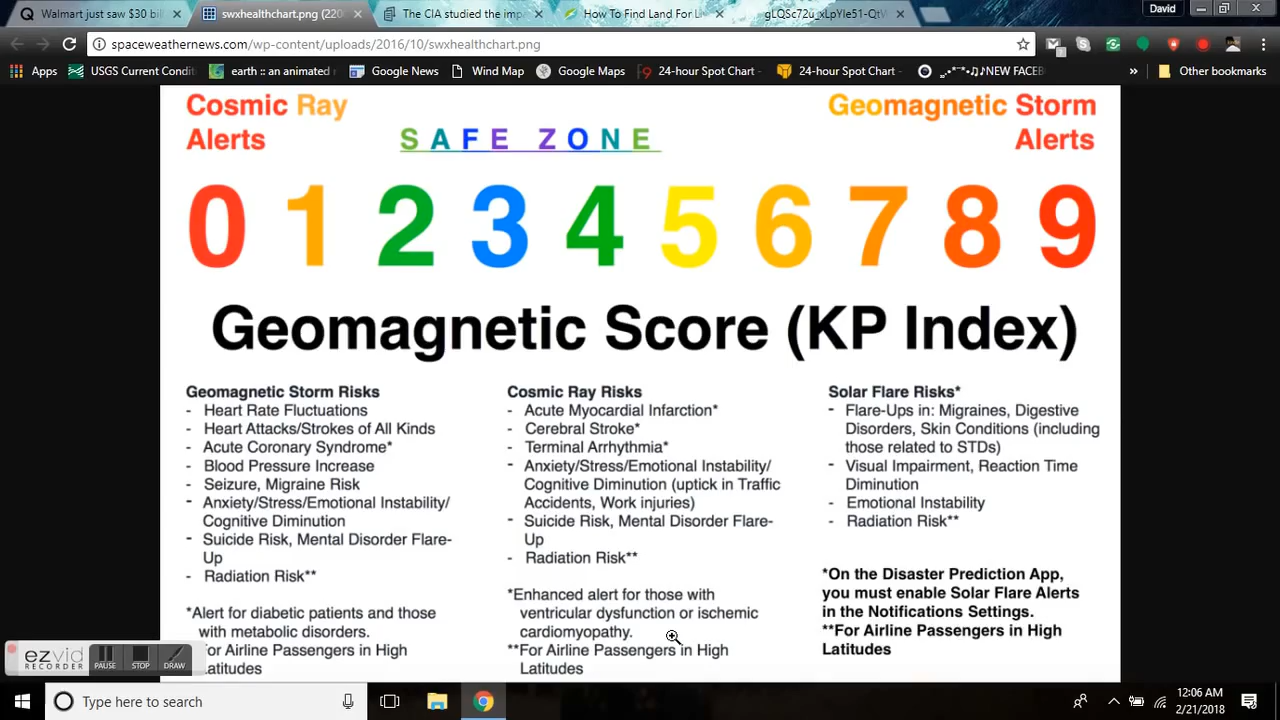 Walmart just saw $30 bill
swxhealthchart.png (220
The CIA studied the imp
How To Find Land For Li
gLQSc72u_xLpYle51-QtV
David
spaceweathernews.com/wp-content/uploads/2016/10/swxhealthchart.png
Apps
USGS Current Condit
earth :: an animated
Google News
Wind Map
Google Maps
24-hour Spot Chart -
24-hour Spot Chart -
NEW FACEB
»
Other bookmarks
Cosmic Ray
Alerts
SAFE ZONE
Geomagnetic Storm
Alerts
0 1 2 3 4 5 6 7 8 9
Geomagnetic Score (KP Index)
Geomagnetic Storm Risks
- Heart Rate Fluctuations
- Heart Attacks/Strokes of All Kinds
- Acute Coronary Syndrome*
- Blood Pressure Increase
- Seizure, Migraine Risk
- Anxiety/Stress/Emotional Instability/
Cognitive Diminution
- Suicide Risk, Mental Disorder Flare-
Up
- Radiation Risk**
*Alert for diabetic patients and those
with metabolic disorders.
For Airline Passengers in High
Latitudes
Cosmic Ray Risks
- Acute Myocardial Infarction*
- Cerebral Stroke*
- Terminal Arrhythmia*
- Anxiety/Stress/Emotional Instability/
Cognitive Diminution (uptick in Traffic
Accidents, Work injuries)
- Suicide Risk, Mental Disorder Flare-
Up
- Radiation Risk**
*Enhanced alert for those with
ventricular dysfunction or ischemic
cardiomyopathy.
**For Airline Passengers in High
Latitudes
Solar Flare Risks*
- Flare-Ups in: Migraines, Digestive
Disorders, Skin Conditions (including
those related to STDs)
- Visual Impairment, Reaction Time
Diminution
- Emotional Instability
- Radiation Risk**
*On the Disaster Prediction App,
you must enable Solar Flare Alerts
in the Notifications Settings.
**For Airline Passengers in High
Latitudes
ezvid
RECORDER
PAUSE
STOP
DRAW
Type here to search
12:06 AM
2/21/2018